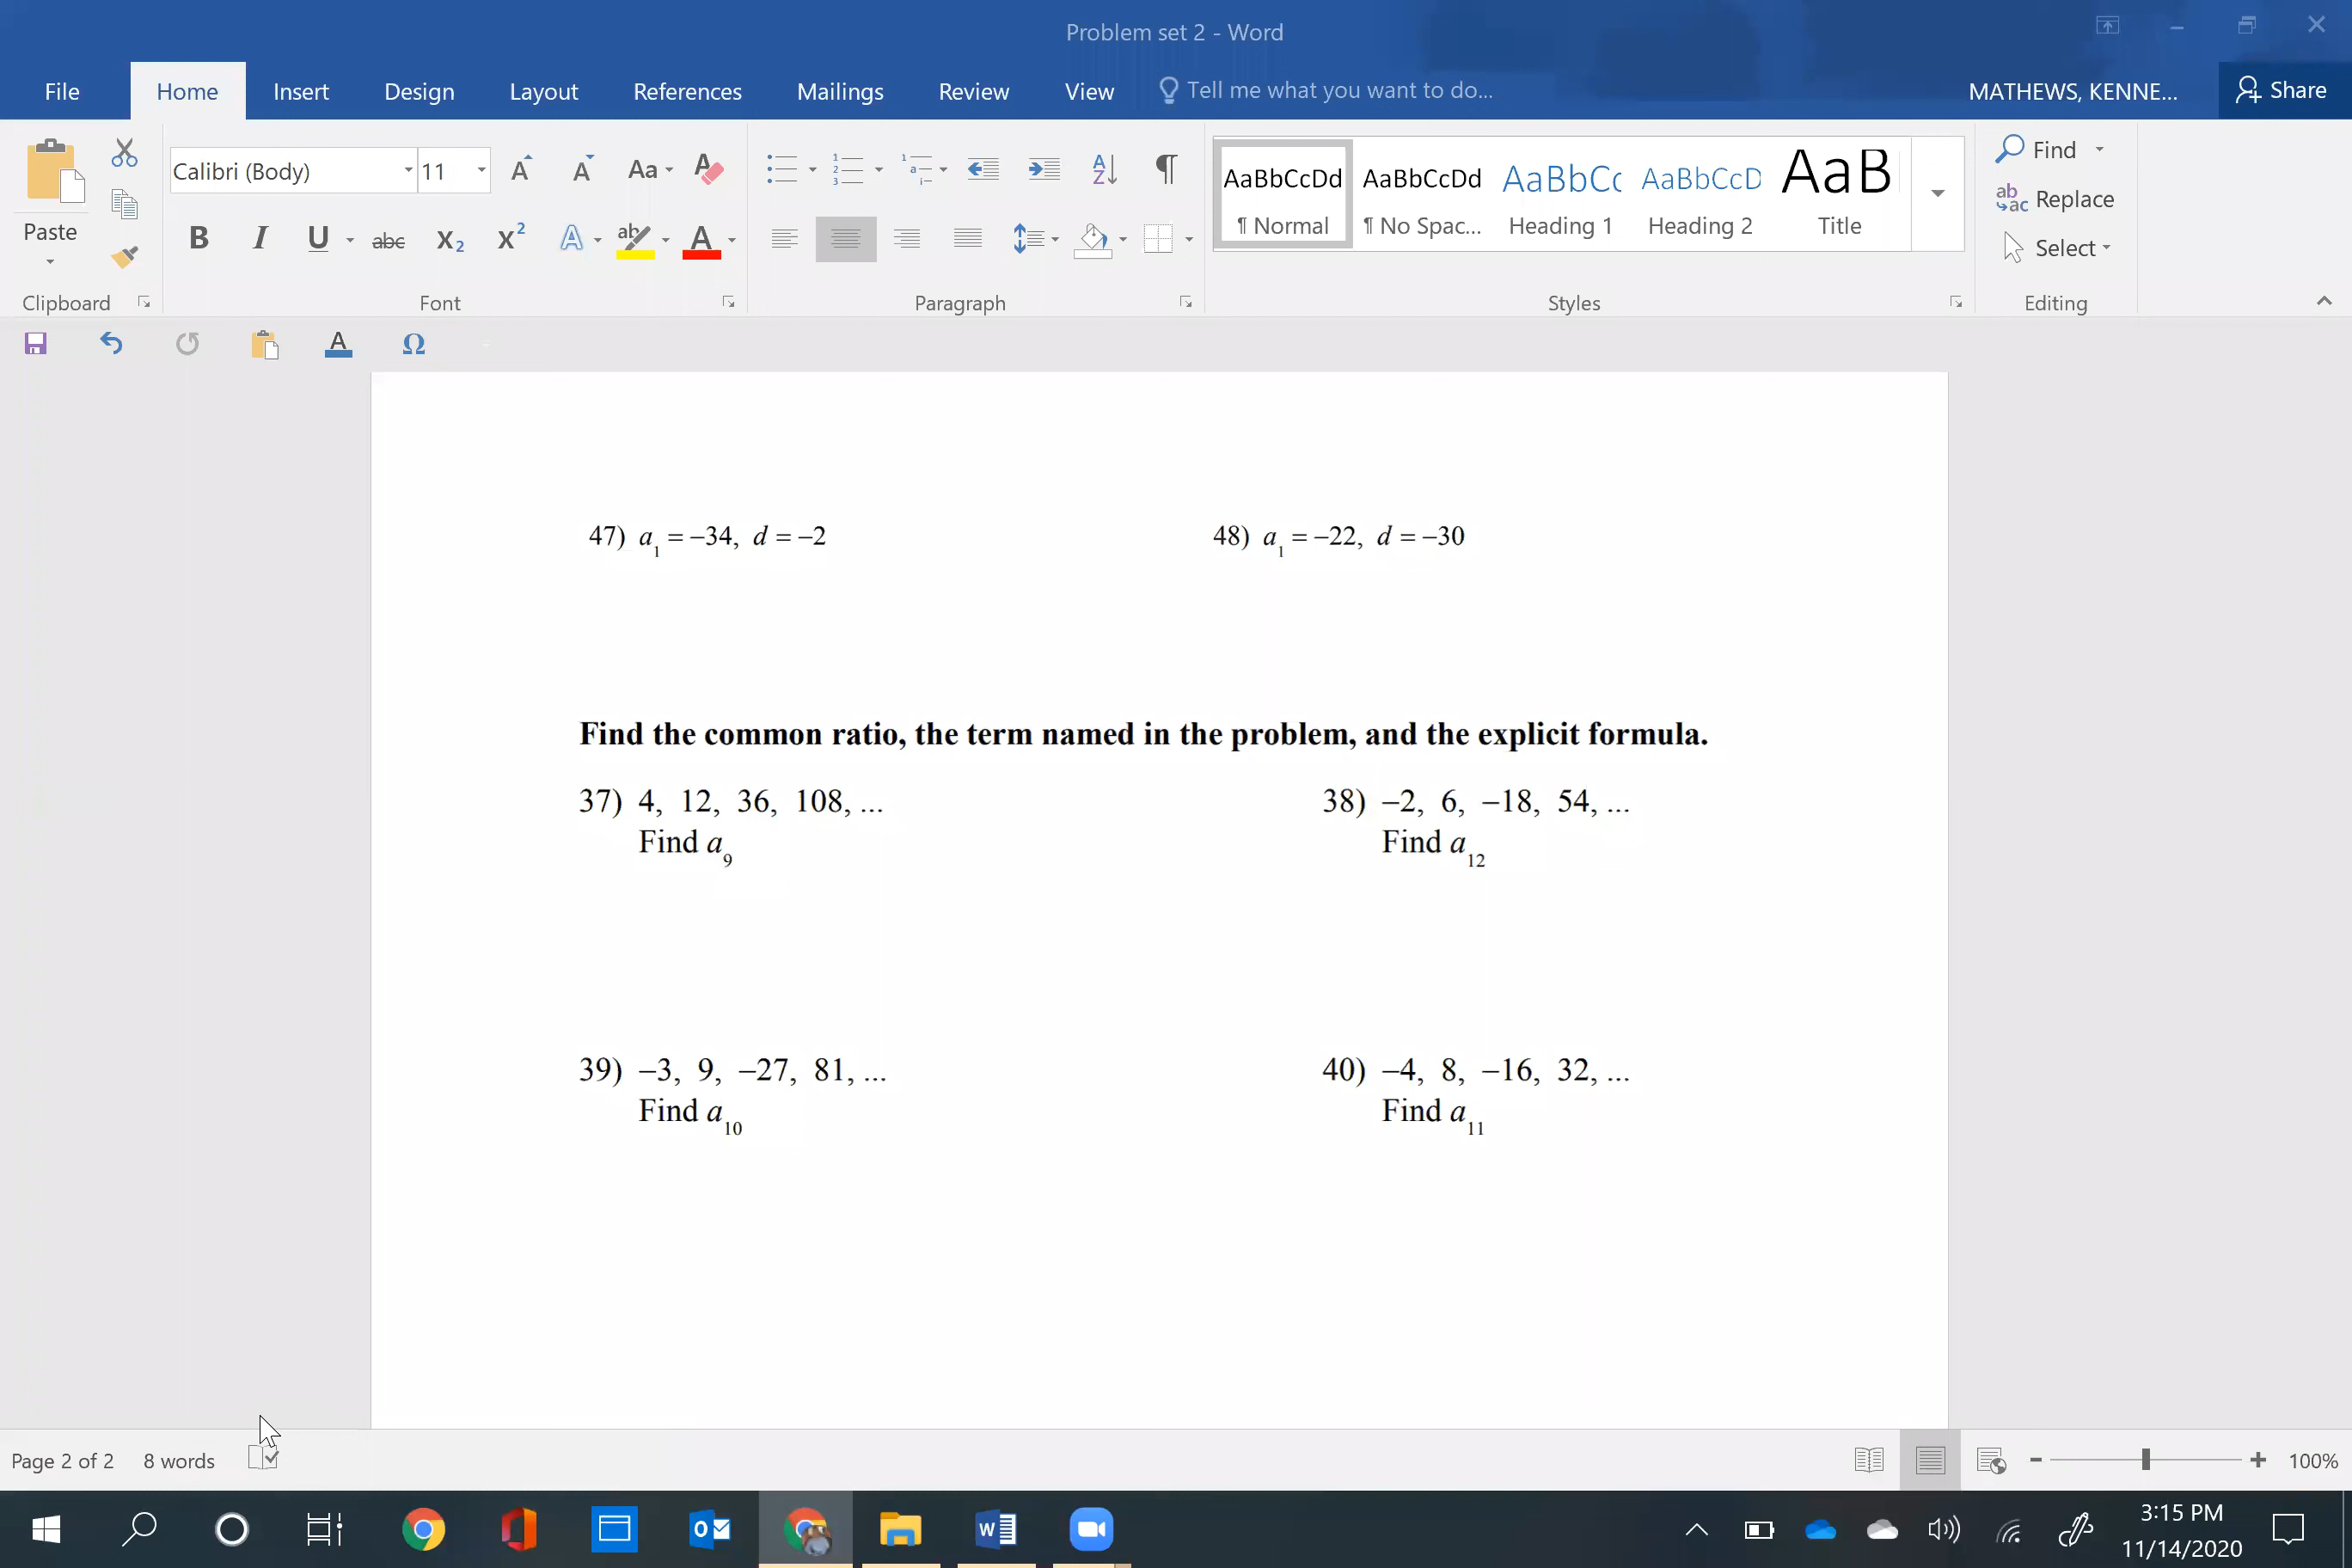 Problem set 2 - Word
File Home Insert Design Layout References Mailings Review View Tell me what you want to do... MATHEWS, KENNE... Share
Paste
Clipboard
Calibri (Body) 11 Aa
B I U abc X2 X2 A ab A
Font
Paragraph
AaBbCcDd AaBbCcDd AaBbCc AaBbCcD AaB
¶ Normal ¶ No Spac... Heading 1 Heading 2 Title
Styles
Find
Replace
Select
Editing
47) a1 = –34, d = –2 48) a1 = –22, d = –30
Find the common ratio, the term named in the problem, and the explicit formula.
37) 4, 12, 36, 108, ... 38) –2, 6, –18, 54, ...
Find a9 Find a12
39) –3, 9, –27, 81, ... 40) –4, 8, –16, 32, ...
Find a10 Find a11
Page 2 of 2 8 words 100%
3:15 PM
11/14/2020